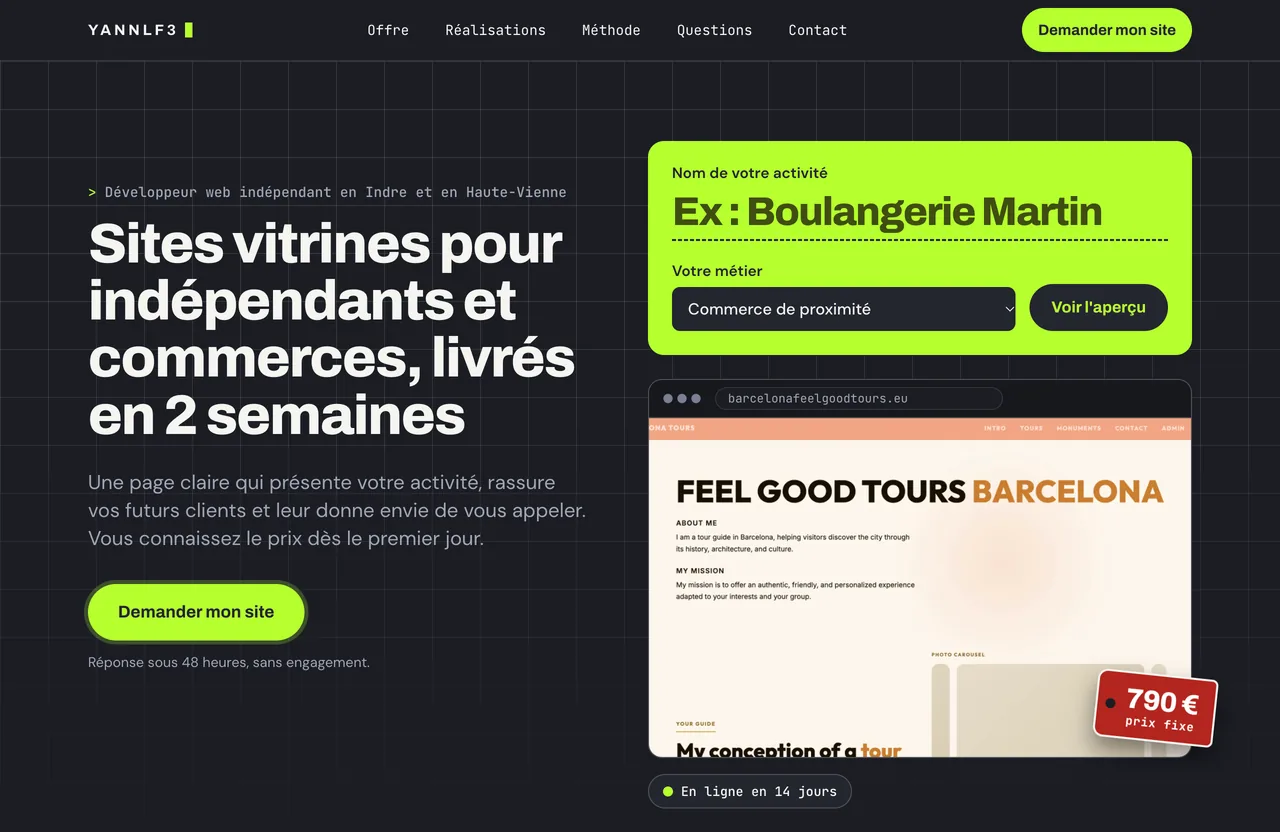 YANNLF3
Offre
Réalisations
Méthode
Questions
Contact
Demander mon site
> Développeur web indépendant en Indre et en Haute-Vienne
Sites vitrines pour
indépendants et
commerces, livrés
en 2 semaines
Une page claire qui présente votre activité, rassure
vos futurs clients et leur donne envie de vous appeler.
Vous connaissez le prix dès le premier jour.
Demander mon site
Réponse sous 48 heures, sans engagement.
Nom de votre activité
Ex : Boulangerie Martin
Votre métier
Commerce de proximité
Voir l'aperçu
barcelonafeelgoodtours.eu
ONA TOURS
INTRO
TOURS
MONUMENTS
CONTACT
ADMIN
FEEL GOOD TOURS BARCELONA
ABOUT ME
I am a tour guide in Barcelona, helping visitors discover the city through
its history, architecture, and culture.
MY MISSION
My mission is to offer an authentic, friendly, and personalized experience
adapted to your interests and your group.
PHOTO CAROUSEL
YOUR GUIDE
My conception of a tour
790 €
prix fixe
En ligne en 14 jours